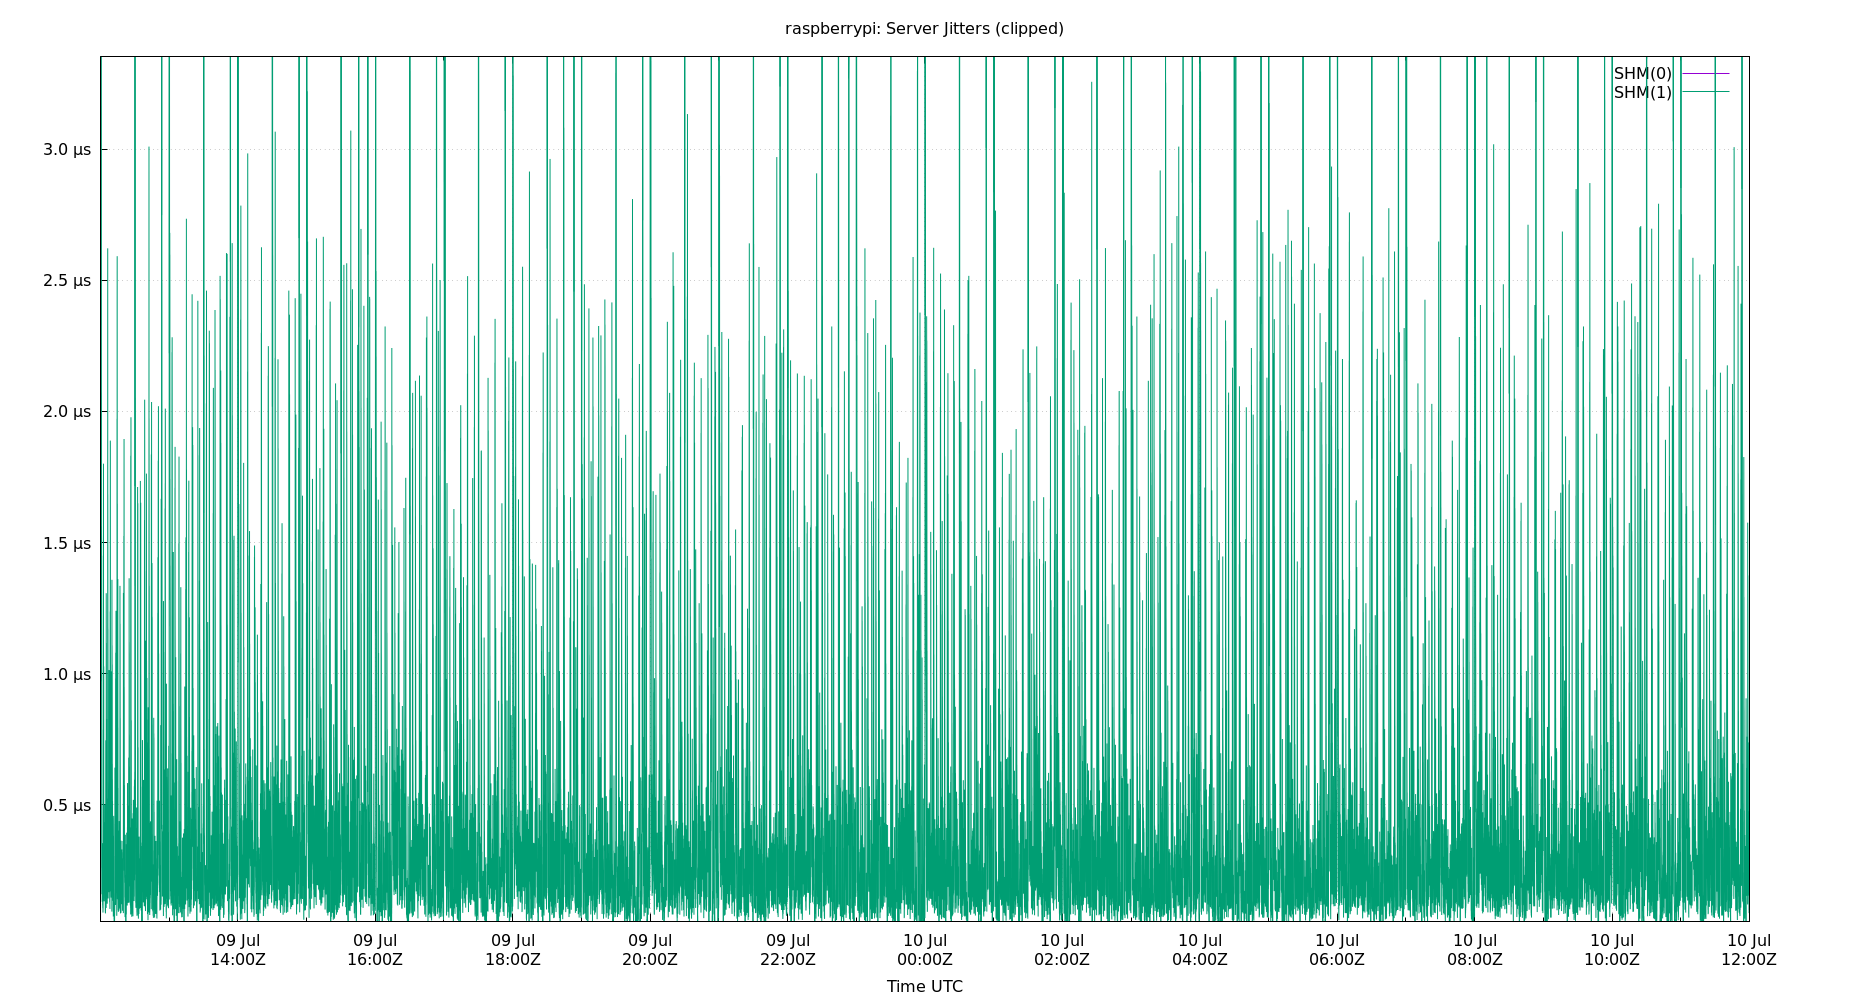 raspberrypi: Server Jitters (clipped)
SHM(0)
SHM(1)
3.0 µs
2.5 µs
2.0 µs
1.5 µs
1.0 µs
0.5 µs
09 Jul 09 Jul 09 Jul 09 Jul 09 Jul 10 Jul 10 Jul 10 Jul 10 Jul 10 Jul 10 Jul 10 Jul
14:00Z 16:00Z 18:00Z 20:00Z 22:00Z 00:00Z 02:00Z 04:00Z 06:00Z 08:00Z 10:00Z 12:00Z
Time UTC